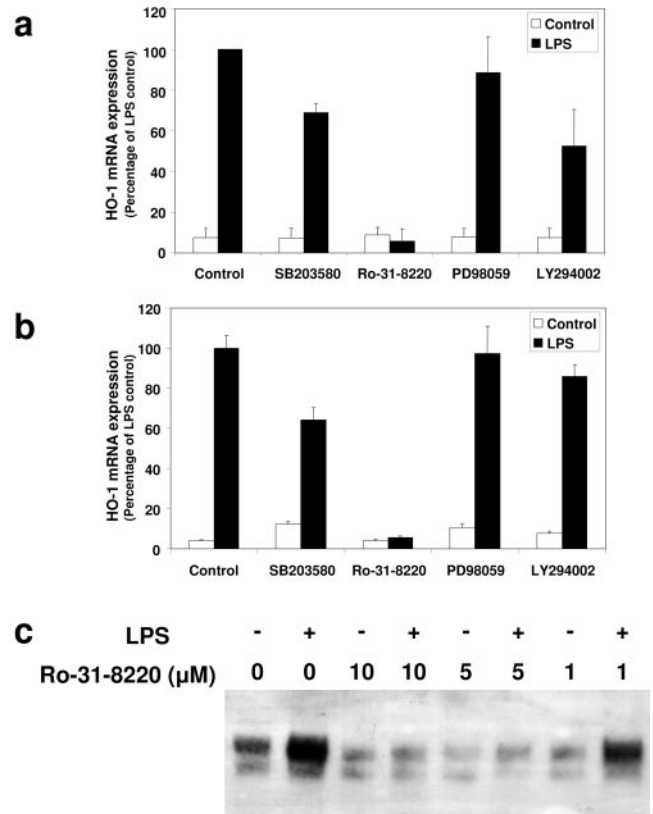 a
HO-1 mRNA expression
(Percentage of LPS control)
120
100
80
60
40
20
0
Control
LPS
Control SB203580 Ro-31-8220 PD98059 LY294002
b
HO-1 mRNA expression
(Percentage of LPS control)
120
100
80
60
40
20
0
Control
LPS
Control SB203580 Ro-31-8220 PD98059 LY294002
c
LPS - + - + - + - +
Ro-31-8220 (µM) 0 0 10 10 5 5 1 1